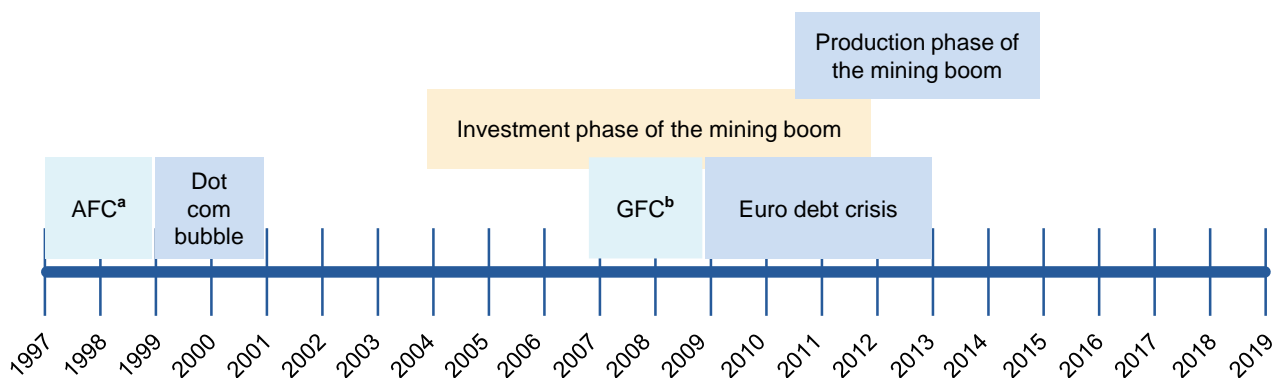 Production phase of
the mining boom
Investment phase of the mining boom
AFCa
Dot
com
bubble
GFCb
Euro debt crisis
1997
1998
1999
2000
2001
2002
2003
2004
2005
2006
2007
2008
2009
2010
2011
2012
2013
2014
2015
2016
2017
2018
2019